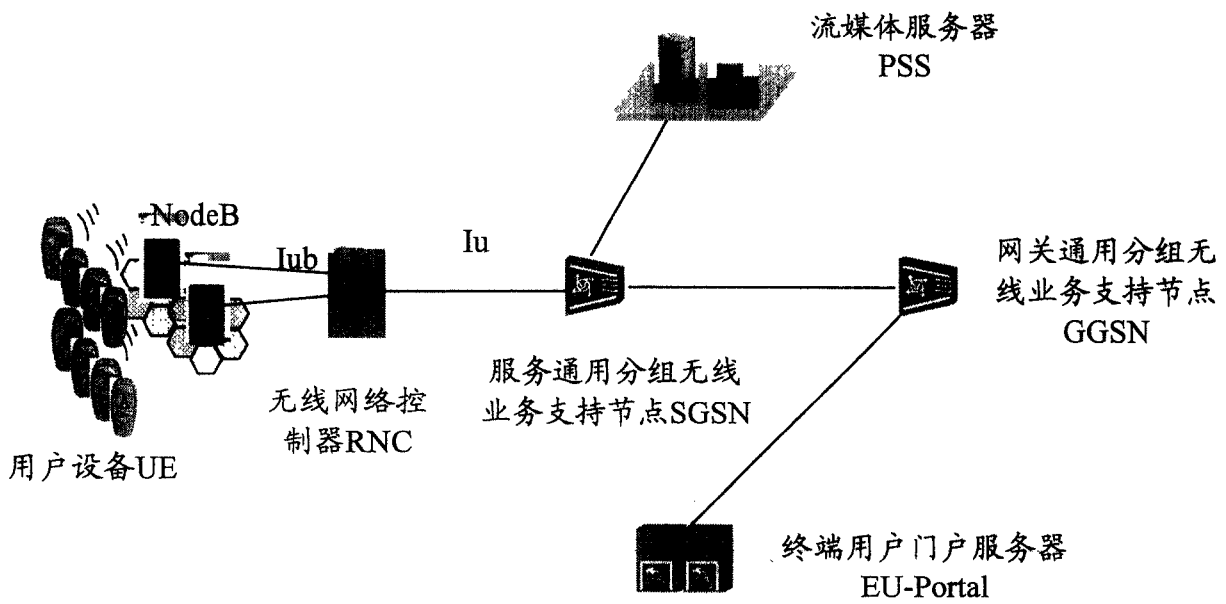 流媒体服务器
PSS
NodeB
Iub
Iu
网关通用分组无
线业务支持节点
GGSN
服务通用分组无线
业务支持节点SGSN
无线网络控
制器RNC
用户设备UE
终端用户门户服务器
EU-Portal